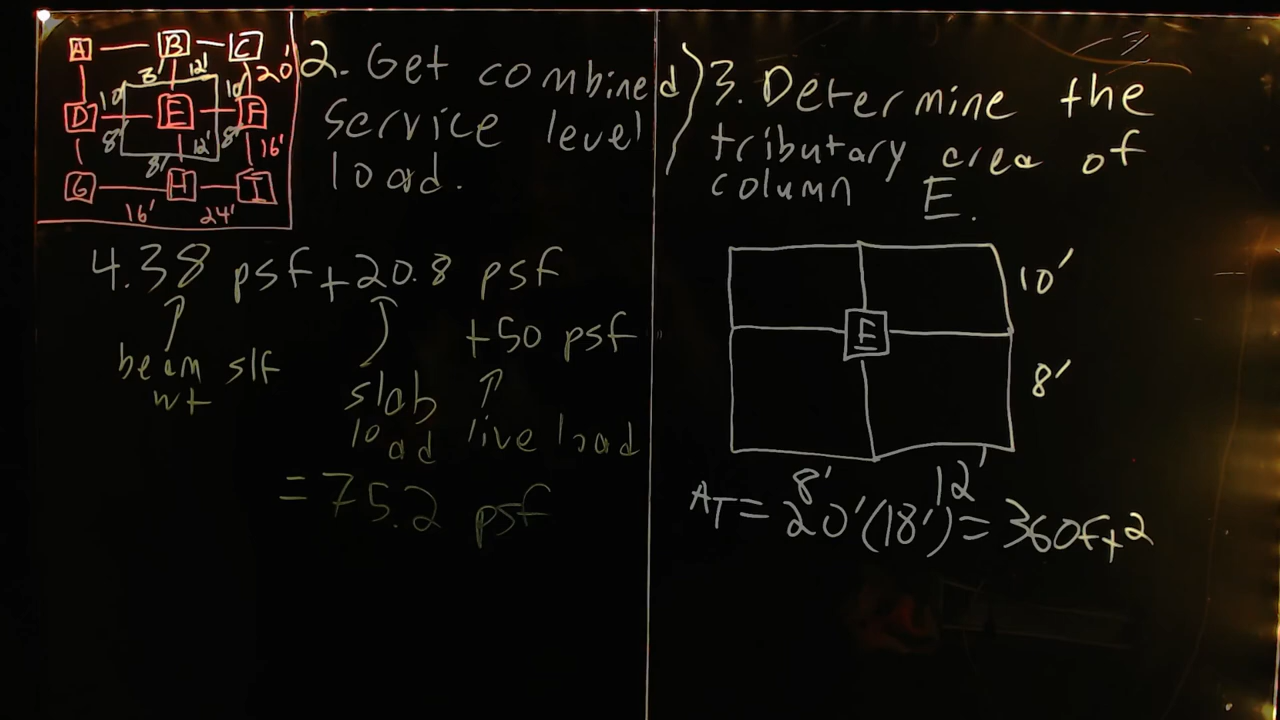 A B C
8' 12' 20'
10 10
D E F
8' 12' 8' 16'
8'
G H I
16' 24'
2. Get combined
service level
load.
4.38 psf + 20.8 psf
+50 psf
beam slf
wt
slab
load live load
= 75.2 psf
3. Determine the
tributary area of
column E.
10'
E
8'
8' 12'
AT = 20'(18') = 360ft2